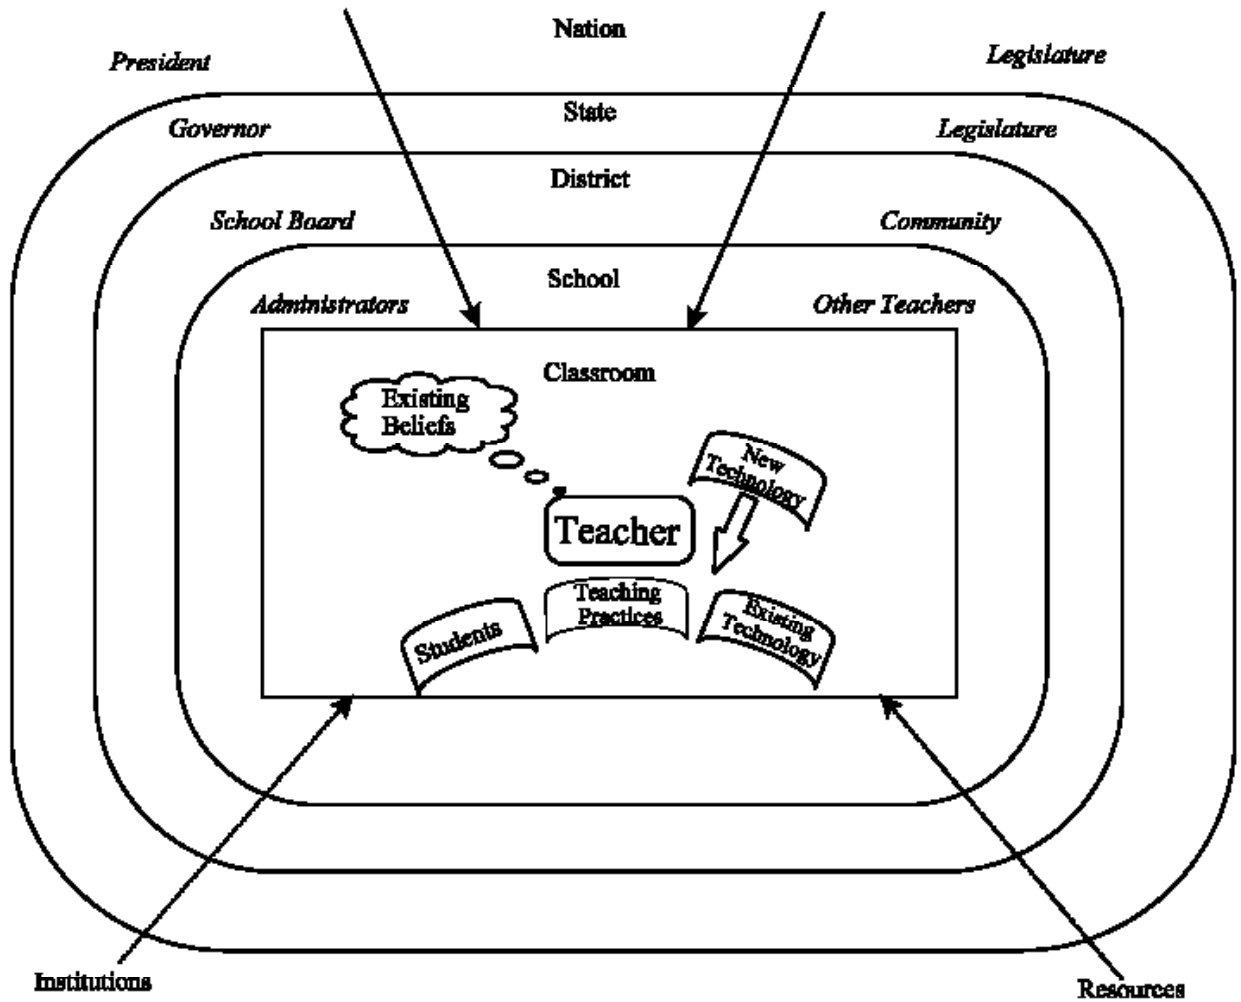 Nation
President
Legislature
State
Governor
Legislature
District
School Board
Community
School
Administrators
Other Teachers
Classroom
Existing
Beliefs
New
Technology
Teacher
Teaching
Practices
Students
Existing
Technology
Institutions
Resources